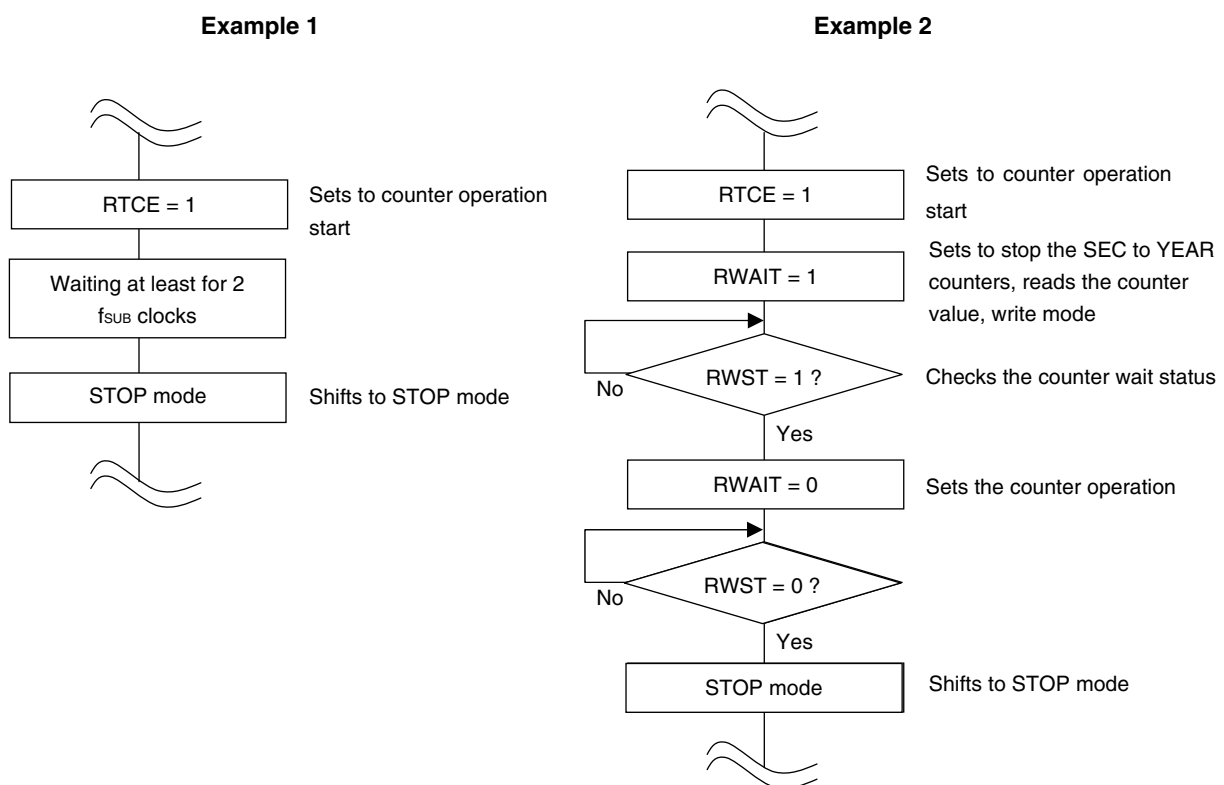 Example 1
RTCE = 1
Sets to counter operation
start
Waiting at least for 2
fSUB clocks
STOP mode
Shifts to STOP mode
Example 2
RTCE = 1
Sets to counter operation
start
RWAIT = 1
Sets to stop the SEC to YEAR
counters, reads the counter
value, write mode
RWST = 1 ?
Checks the counter wait status
No
Yes
RWAIT = 0
Sets the counter operation
RWST = 0 ?
No
Yes
STOP mode
Shifts to STOP mode